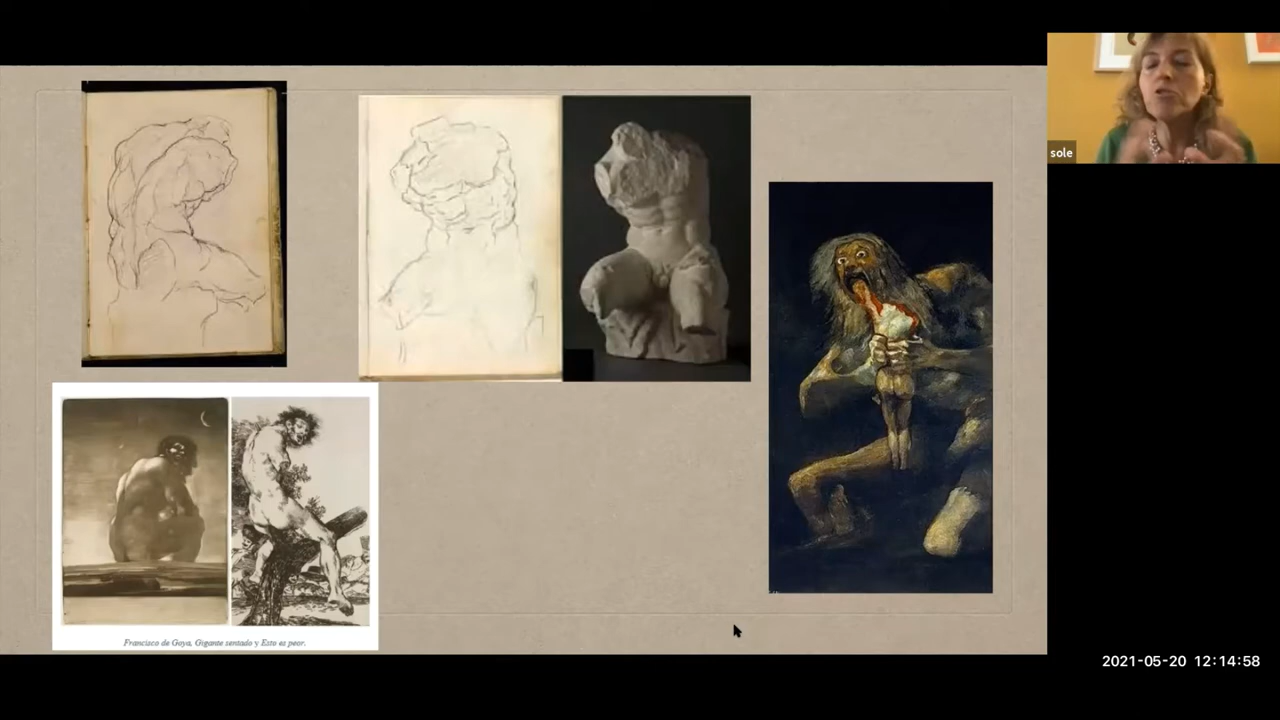 sole
Francisco de Goya, Gigante sentado y Esto es peor.
2021-05-20 12:14:58